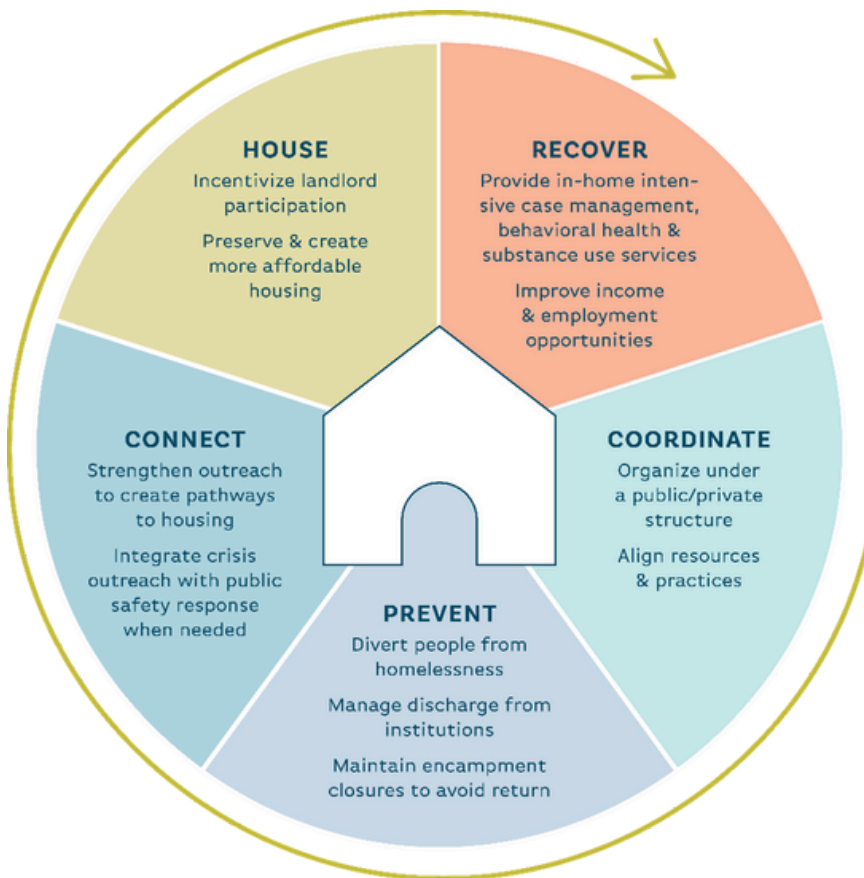 HOUSE
Incentivize landlord
participation
Preserve & create
more affordable
housing
RECOVER
Provide in-home inten-
sive case management,
behavioral health &
substance use services
Improve income
& employment
opportunities
COORDINATE
Organize under
a public/private
structure
Align resources
& practices
PREVENT
Divert people from
homelessness
Manage discharge from
institutions
Maintain encampment
closures to avoid return
CONNECT
Strengthen outreach
to create pathways
to housing
Integrate crisis
outreach with public
safety response
when needed